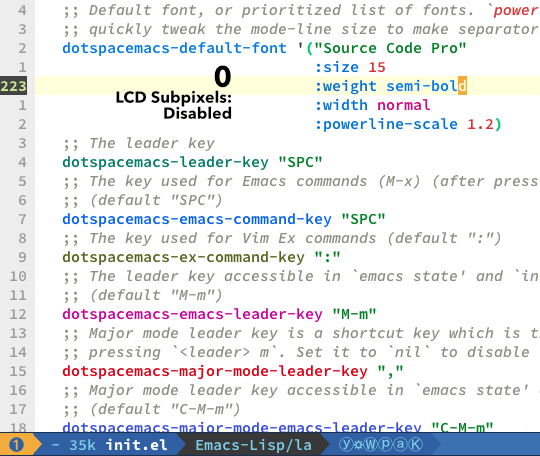 4 ;; Default font, or prioritized list of fonts. `power
3 ;; quickly tweak the mode-line size to make separator
2 dotspacemacs-default-font '("Source Code Pro"
1 :size 15
223 :weight semi-bold
1 :width normal
2 :powerline-scale 1.2)
0
LCD Subpixels:
Disabled
3 ;; The leader key
4 dotspacemacs-leader-key "SPC"
5 ;; The key used for Emacs commands (M-x) (after press
6 ;; (default "SPC")
7 dotspacemacs-emacs-command-key "SPC"
8 ;; The key used for Vim Ex commands (default ":")
9 dotspacemacs-ex-command-key ":"
10 ;; The leader key accessible in `emacs state' and `in
11 ;; (default "M-m")
12 dotspacemacs-emacs-leader-key "M-m"
13 ;; Major mode leader key is a shortcut key which is t
14 ;; pressing `<leader> m`. Set it to `nil` to disable
15 dotspacemacs-major-mode-leader-key ","
16 ;; Major mode leader key accessible in `emacs state'
17 ;; (default "C-M-m")
18 dotspacemacs-major-mode-emacs-leader-key "C-M-m"
❶ - 35k init.el Emacs-Lisp/la ⓨ✡ⓌⓟⓐⓀ